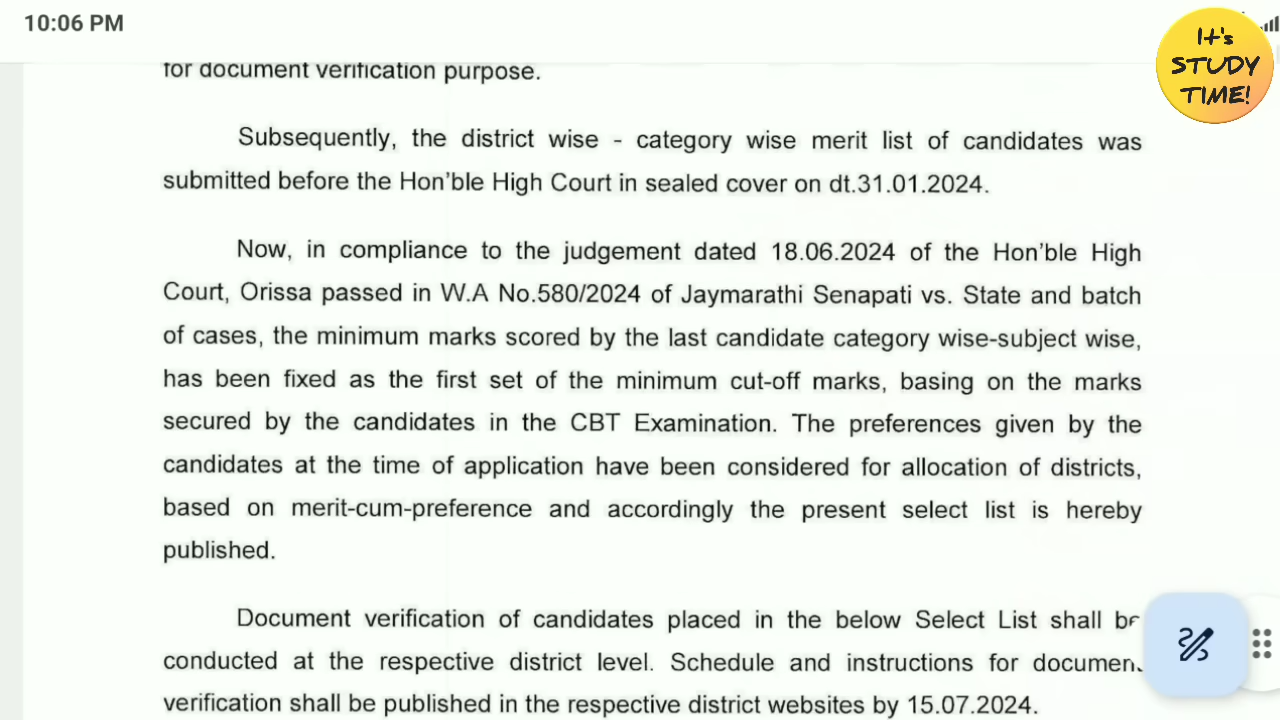 10:06 PM
It's
STUDY
TIME!
for document verification purpose.
Subsequently, the district wise - category wise merit list of candidates was
submitted before the Hon'ble High Court in sealed cover on dt.31.01.2024.
Now, in compliance to the judgement dated 18.06.2024 of the Hon'ble High
Court, Orissa passed in W.A No.580/2024 of Jaymarathi Senapati vs. State and batch
of cases, the minimum marks scored by the last candidate category wise-subject wise,
has been fixed as the first set of the minimum cut-off marks, basing on the marks
secured by the candidates in the CBT Examination. The preferences given by the
candidates at the time of application have been considered for allocation of districts,
based on merit-cum-preference and accordingly the present select list is hereby
published.
Document verification of candidates placed in the below Select List shall be
conducted at the respective district level. Schedule and instructions for document
verification shall be published in the respective district websites by 15.07.2024.